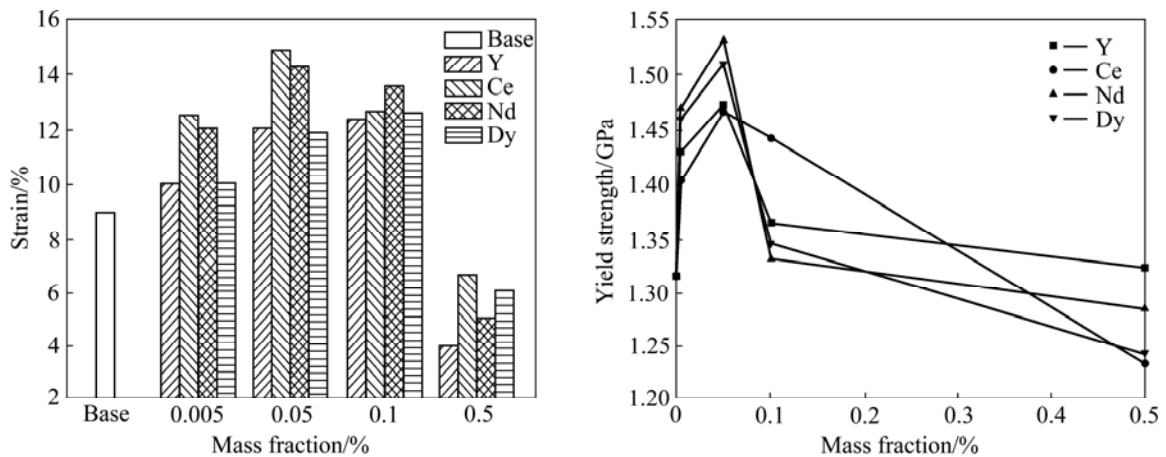 Strain/%
16
14
12
10
8
6
4
2
Base
Y
Ce
Nd
Dy
Base 0.005 0.05 0.1 0.5
Mass fraction/%
Yield strength/GPa
1.55
1.50
1.45
1.40
1.35
1.30
1.25
1.20
Y
Ce
Nd
Dy
0 0.1 0.2 0.3 0.4 0.5
Mass fraction/%